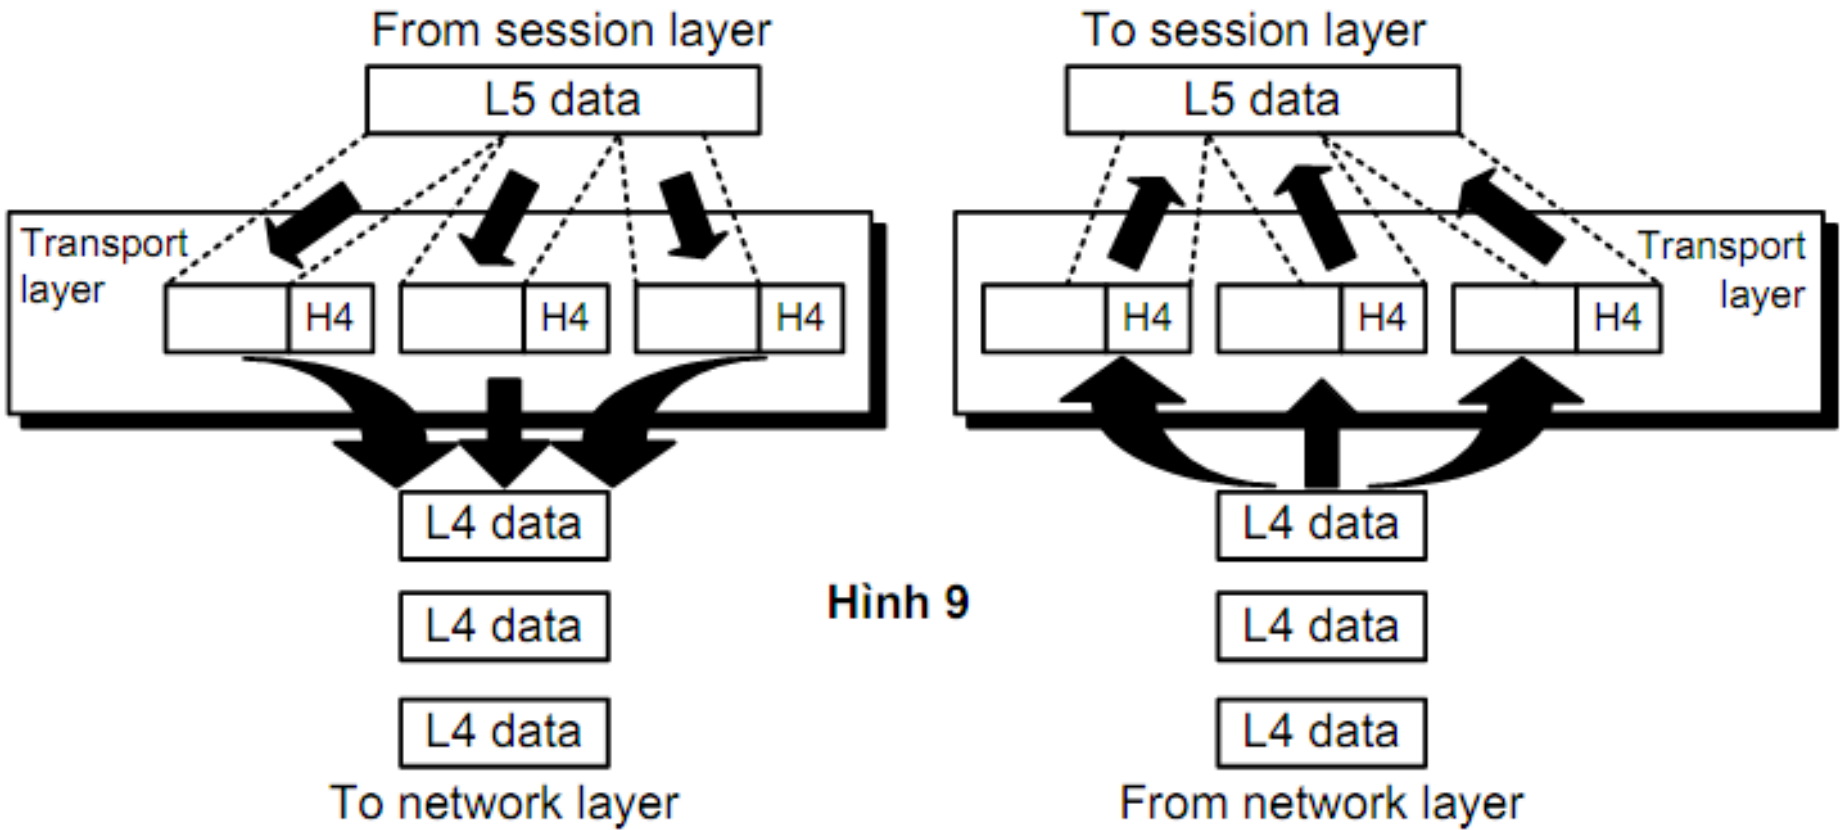 From session layer
To session layer
L5 data
L5 data
Transport
layer
Transport
layer
H4
H4
H4
H4
H4
H4
L4 data
L4 data
Hình 9
L4 data
L4 data
L4 data
L4 data
To network layer
From network layer